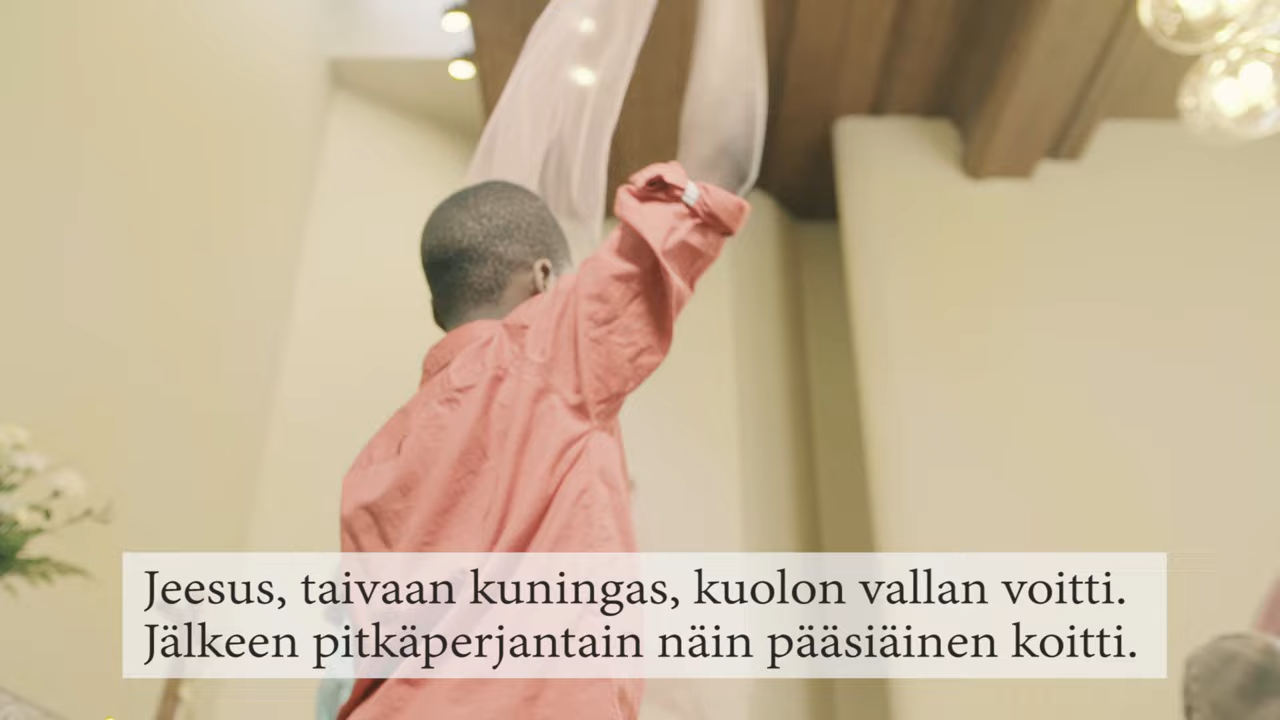 Jeesus, taivaan kuningas, kuolon vallan voitti.
Jälkeen pitkäperjantain näin pääsiäinen koitti.